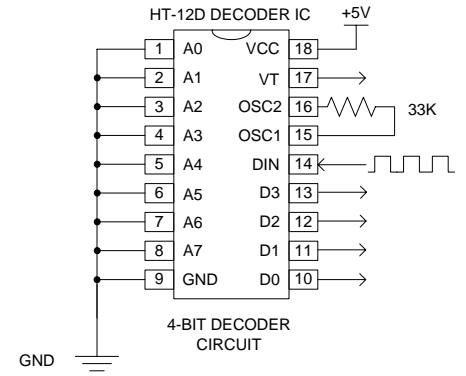 HT-12D DECODER IC
+5V
1 A0 VCC 18
2 A1 VT 17
3 A2 OSC2 16
33K
4 A3 OSC1 15
5 A4 DIN 14
6 A5 D3 13
7 A6 D2 12
8 A7 D1 11
9 GND D0 10
4-BIT DECODER
CIRCUIT
GND